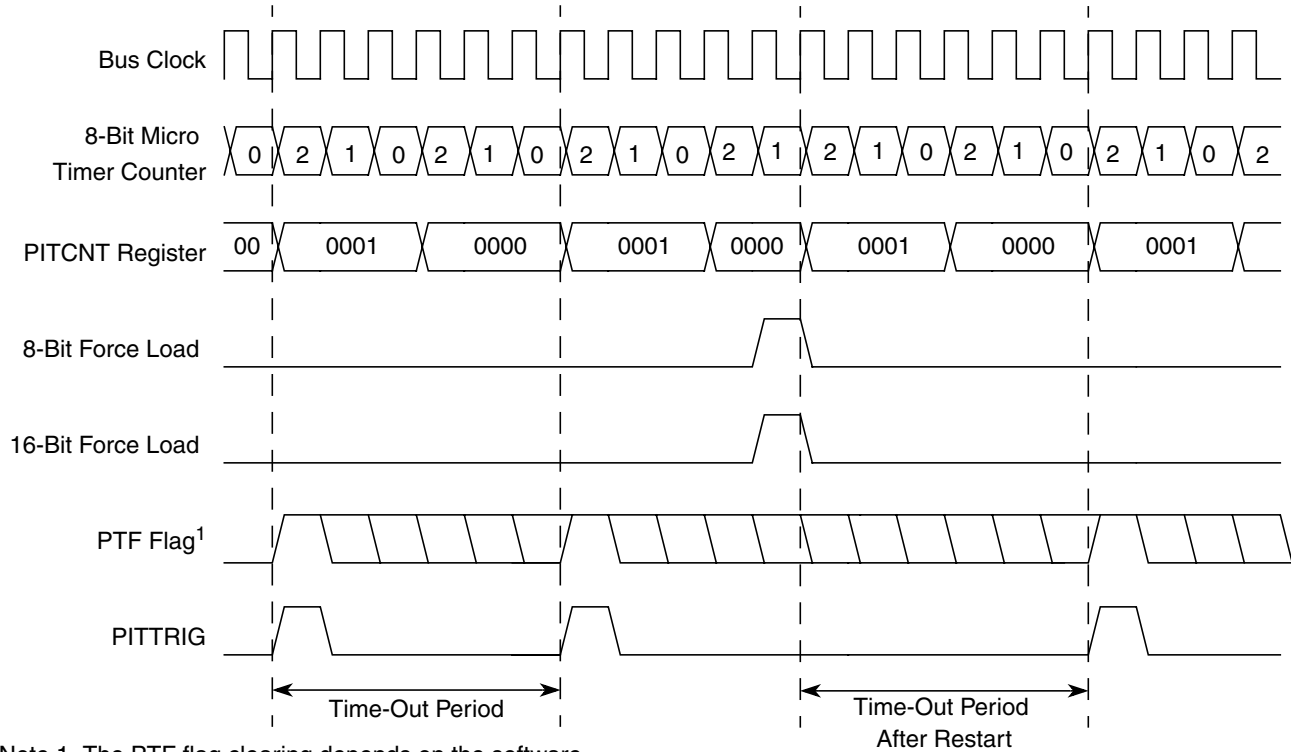 Bus Clock
8-Bit Micro
Timer Counter
0 2 1 0 2 1 0 2 1 0 2 1 2 1 0 2 1 0 2 1 0 2
PITCNT Register
00 0001 0000 0001 0000 0001 0000 0001
8-Bit Force Load
16-Bit Force Load
PTF Flag1
PITTRIG
Time-Out Period
Time-Out Period
After Restart
Note 1. The PTF flag clearing depends on the software